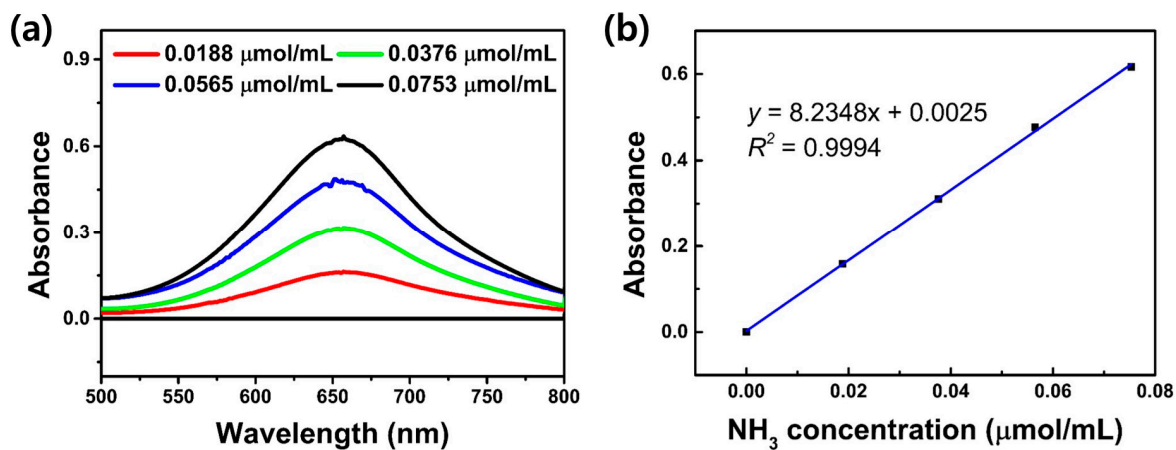 (a)
0.0188 μmol/mL 0.0376 μmol/mL
0.0565 μmol/mL 0.0753 μmol/mL
Absorbance
0.9
0.6
0.3
0.0
500 550 600 650 700 750 800
Wavelength (nm)
(b)
y = 8.2348x + 0.0025
R² = 0.9994
Absorbance
0.6
0.4
0.2
0.0
0.00 0.02 0.04 0.06 0.08
NH₃ concentration (μmol/mL)